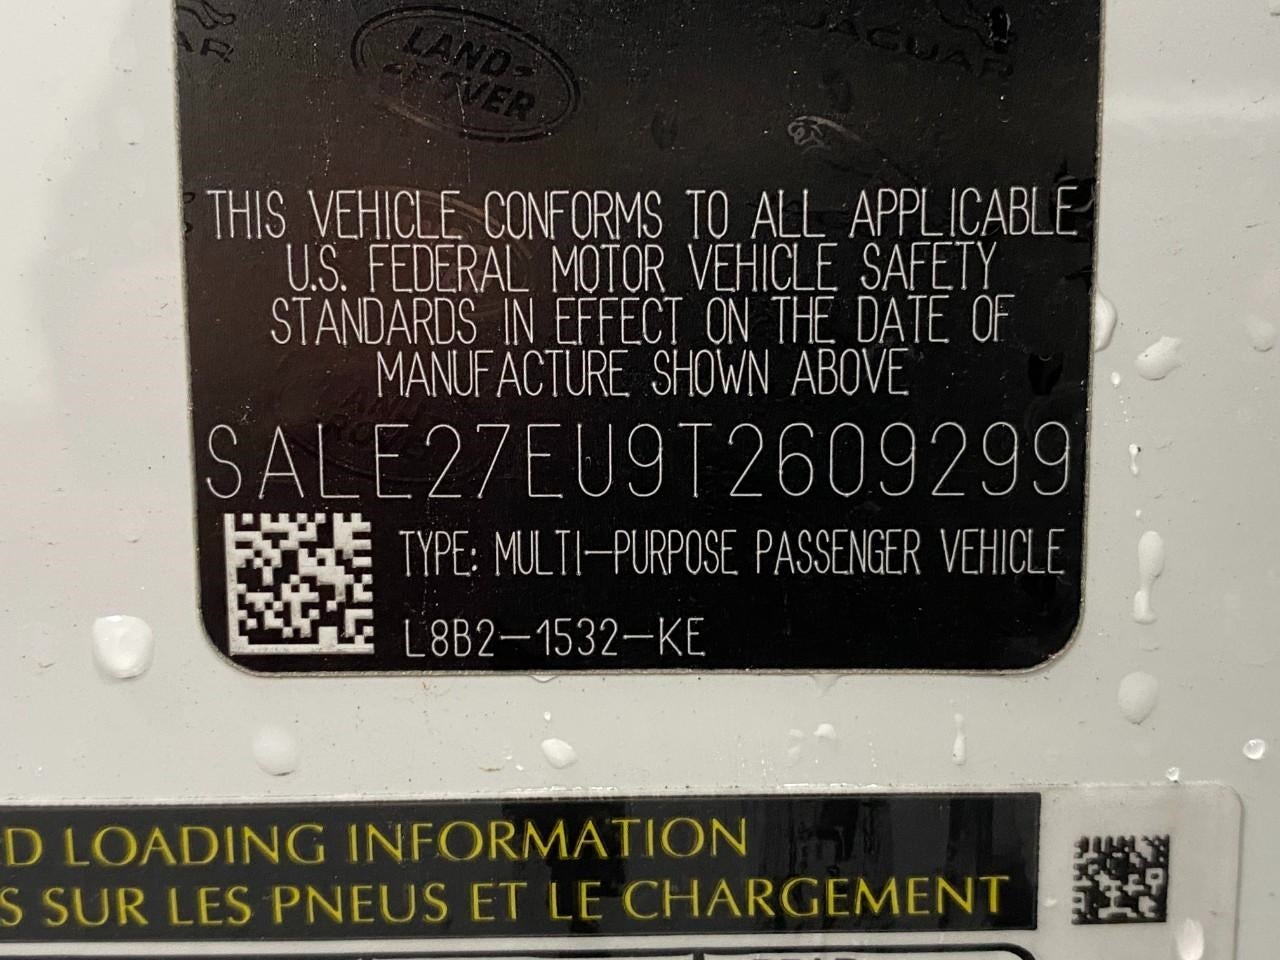 LAND-
ROVER
JAGUAR
THIS VEHICLE CONFORMS TO ALL APPLICABLE
U.S. FEDERAL MOTOR VEHICLE SAFETY
STANDARDS IN EFFECT ON THE DATE OF
MANUFACTURE SHOWN ABOVE
SALE27EU9T2609299
TYPE: MULTI-PURPOSE PASSENGER VEHICLE
L8B2-1532-KE
D LOADING INFORMATION
S SUR LES PNEUS ET LE CHARGEMENT